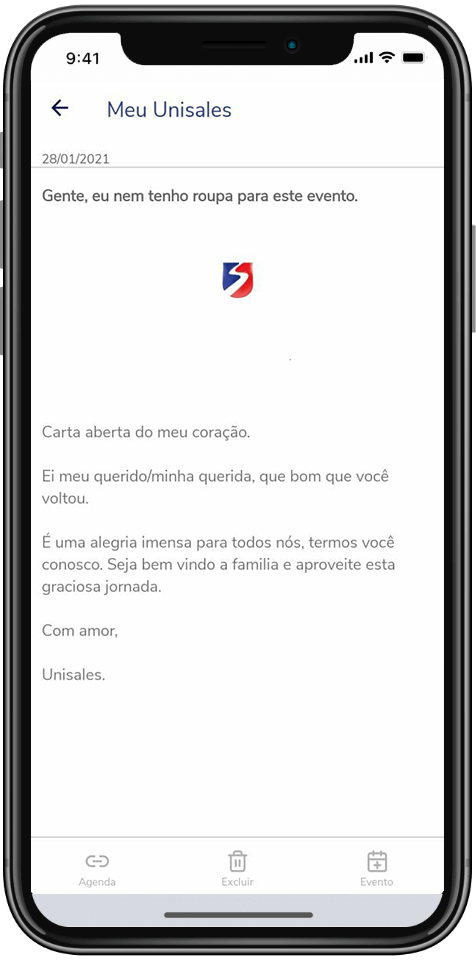 9:41
Meu Unisales
28/01/2021
Gente, eu nem tenho roupa para este evento.
Carta aberta do meu coração.
Ei meu querido/minha querida, que bom que você
voltou.
É uma alegria imensa para todos nós, termos você
conosco. Seja bem vindo a familia e aproveite esta
graciosa jornada.
Com amor,
Unisales.
Agenda
Excluir
Evento